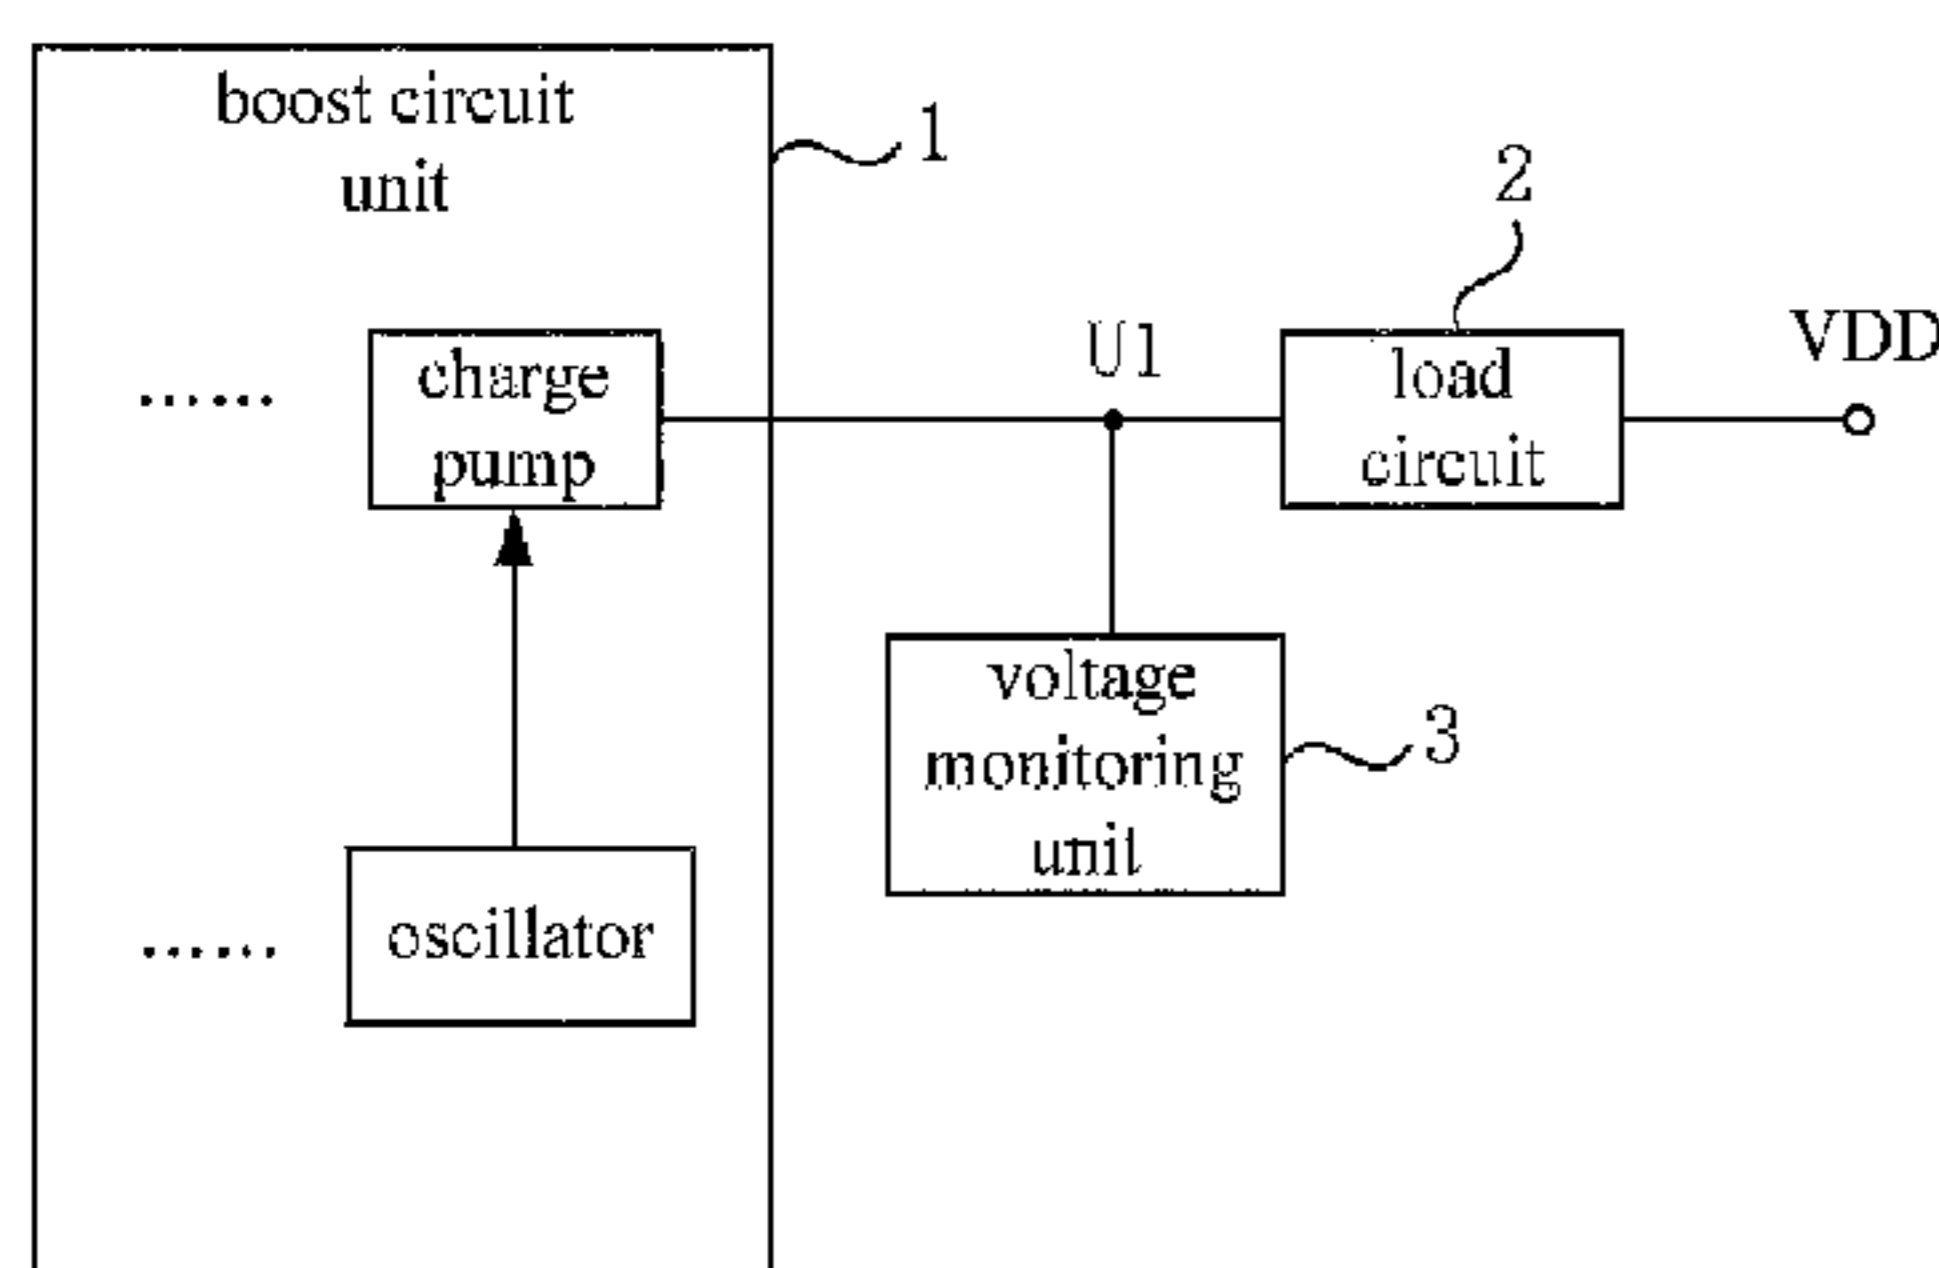 boost circuit
unit
1
2
U1
VDD
......
charge
pump
load
circuit
voltage
monitoring
unit
3
......
oscillator